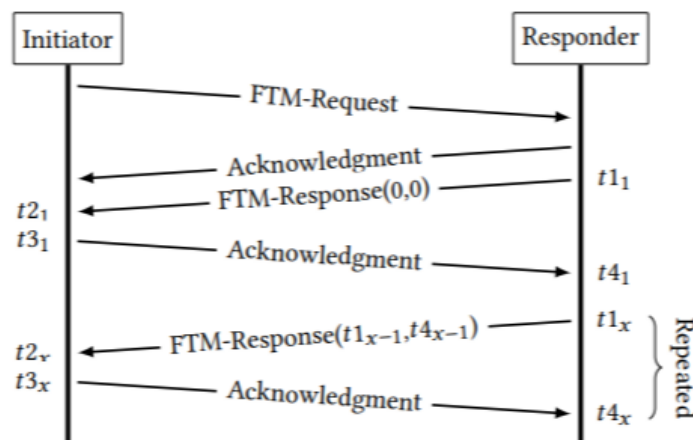 Initiator
Responder
FTM-Request
Acknowledgment
FTM-Response(0,0)
t1₁
t2₁
t3₁
Acknowledgment
t4₁
FTM-Response(t1ₓ₋₁,t4ₓ₋₁)
t1ₓ
t2ₓ
t3ₓ
Acknowledgment
t4ₓ
Repeated